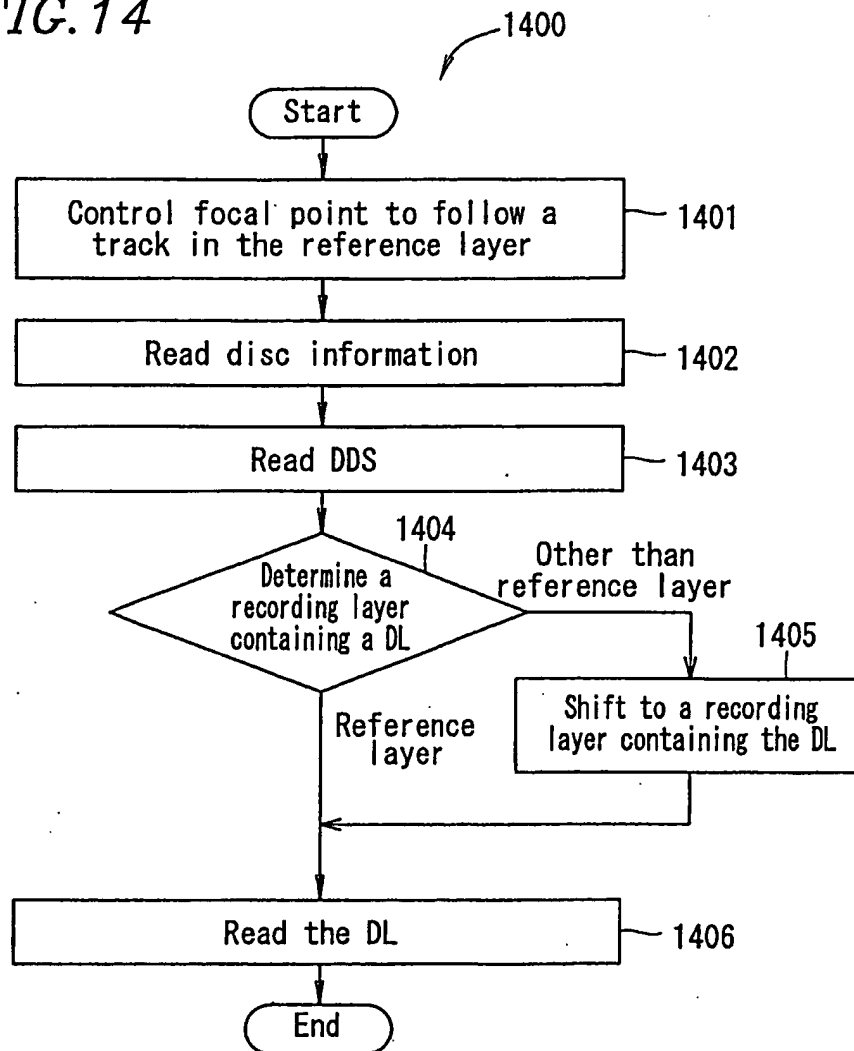 FIG. 14
1400
Start
Control focal point to follow a
track in the reference layer
1401
Read disc information
1402
Read DDS
1403
1404
Determine a
recording layer
containing a DL
Other than
reference layer
1405
Shift to a recording
layer containing the DL
Reference
layer
Read the DL
1406
End